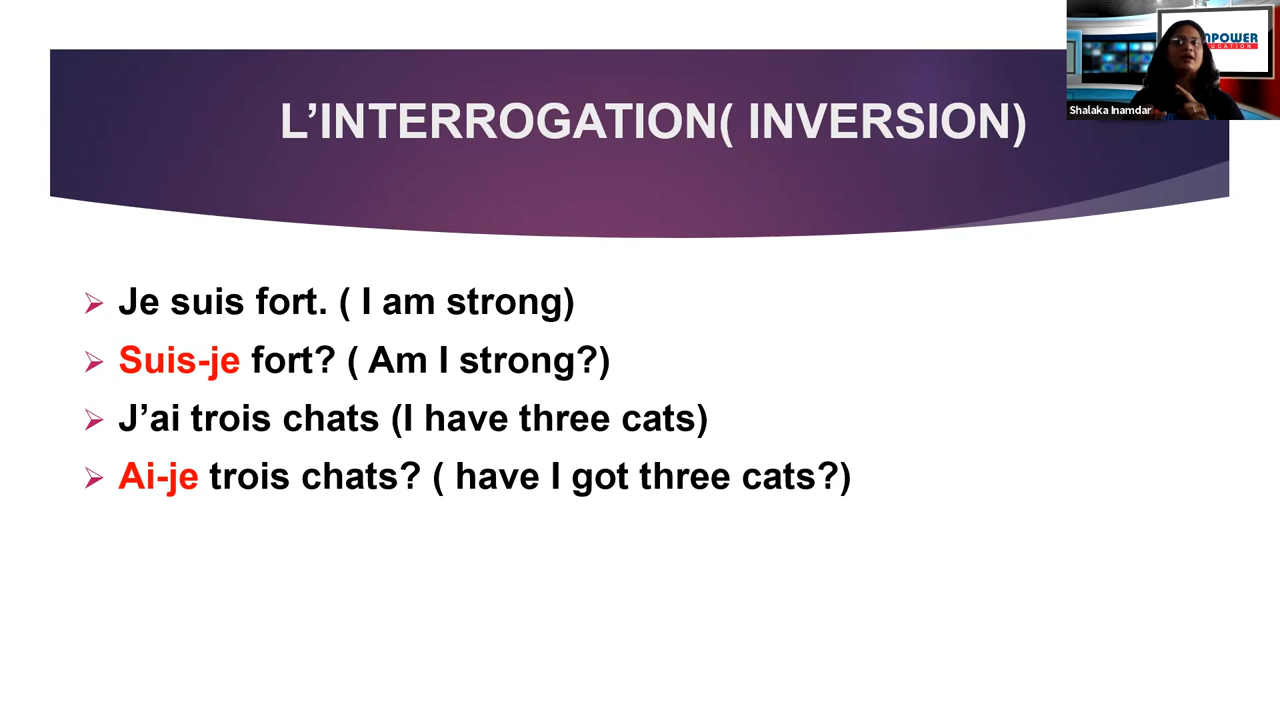 L’INTERROGATION( INVERSION)
Je suis fort. ( I am strong)
Suis-je fort? ( Am I strong?)
J’ai trois chats (I have three cats)
Ai-je trois chats? ( have I got three cats?)
Shalaka Inamdar